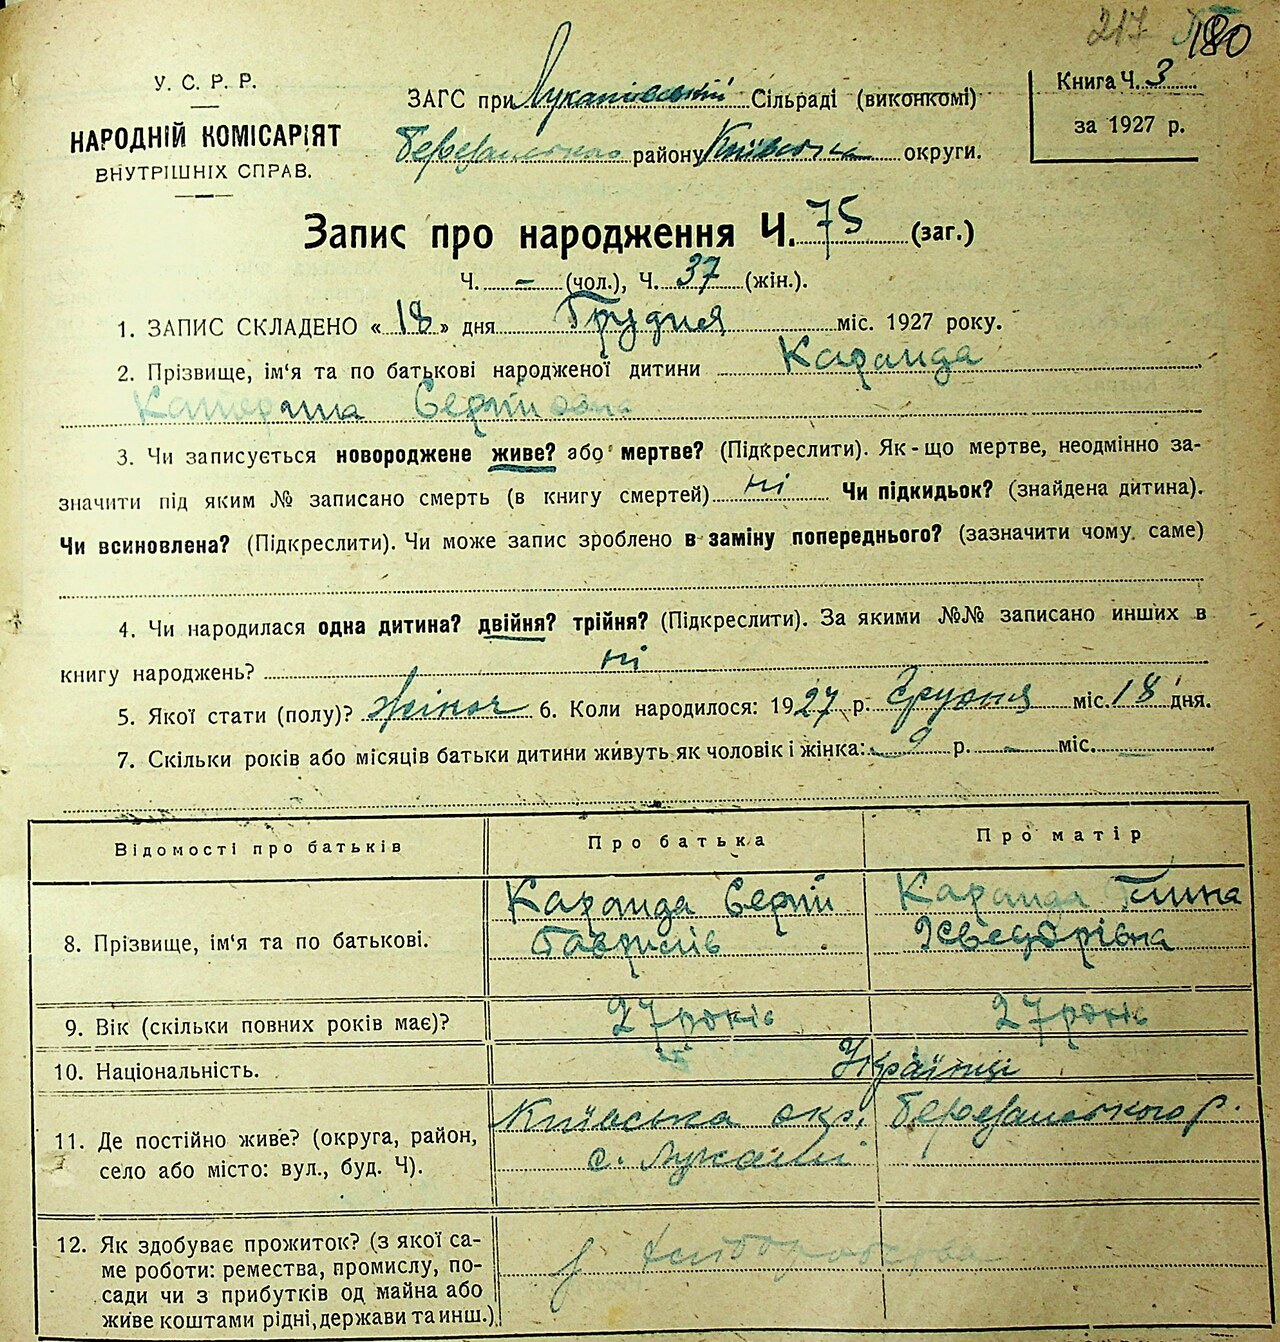 217 180
У. С. Р. Р.
НАРОДНІЙ КОМІСАРІЯТ
ВНУТРІШНІХ СПРАВ.
ЗАГС при Лукашівській Сільраді (виконкомі)
Березанського району Київська округи.
Книга Ч. 3
за 1927 р.
Запис про народження Ч. 75 (заг.)
Ч. - (чол.), Ч. 37 (жін.).
1. ЗАПИС СКЛАДЕНО «18» дня Грудня міс. 1927 року.
2. Прізвище, ім'я та по батькові народженої дитини Каранда
Катерина Сергіївна
3. Чи записується новороджене живе? або мертве? (Підкреслити). Як-що мертве, неодмінно за-
значити під яким № записано смерть (в книгу смертей) ні Чи підкидьок? (знайдена дитина).
Чи всиновлена? (Підкреслити). Чи може запис зроблено в заміну попереднього? (зазначити чому саме)
4. Чи народилася одна дитина? двійня? трійня? (Підкреслити). За якими №№ записано инших в
книгу народжень? ні
5. Якої стати (полу)? жіноч 6. Коли народилося: 1927 р. Грудня міс. 18 дня.
7. Скільки років або місяців батьки дитини живуть як чоловік і жінка: 9 р. - міс. -
Відомості про батьків Про батька Про матір
8. Прізвище, ім'я та по батькові. Каранда Сергій Каранда
Гаврилів
9. Вік (скільки повних років має)? 27 років 27 років
10. Національність. Українці
11. Де постійно живе? (округа, район, Київська окр. Березанського р.
село або місто: вул., буд. Ч). с. Лукаші
12. Як здобуває прожиток? (з якої са-
ме роботи: ремества, промислу, по-
сади чи з прибутків од майна або
живе коштами рідні, держави та инш.) хліборобства